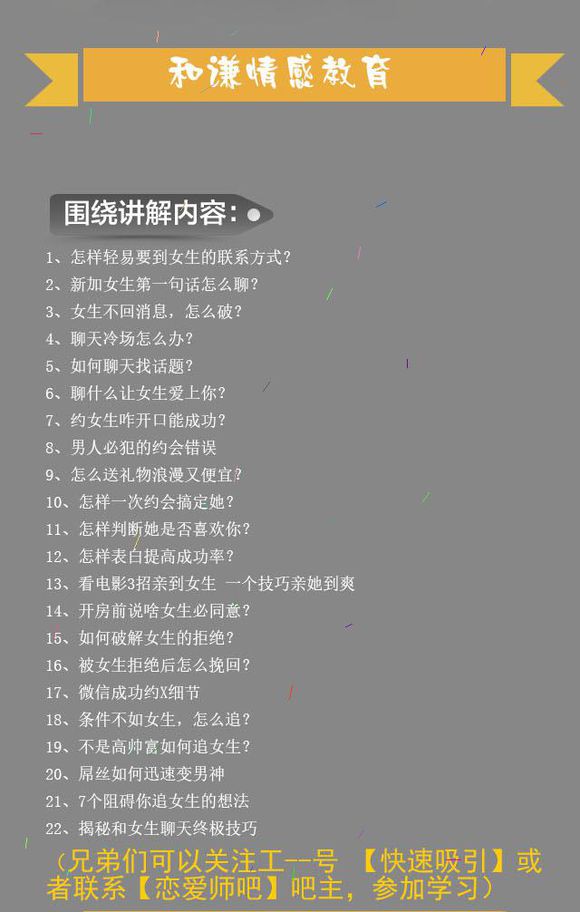 和谦情感教育
围绕讲解内容：
1、怎样轻易要到女生的联系方式？
2、新加女生第一句话怎么聊？
3、女生不回消息，怎么破？
4、聊天冷场怎么办？
5、如何聊天找话题？
6、聊什么让女生爱上你？
7、约女生咋开口能成功？
8、男人必犯的约会错误
9、怎么送礼物浪漫又便宜？
10、怎样一次约会搞定她？
11、怎样判断她是否喜欢你？
12、怎样表白提高成功率？
13、看电影3招亲到女生 一个技巧亲她到爽
14、开房前说啥女生必同意？
15、如何破解女生的拒绝？
16、被女生拒绝后怎么挽回？
17、微信成功约X细节
18、条件不如女生，怎么追？
19、不是高帅富如何追女生？
20、屌丝如何迅速变男神
21、7个阻碍你追女生的想法
22、揭秘和女生聊天终极技巧
（兄弟们可以关注工--号 【快速吸引】或
者联系【恋爱师吧】吧主，参加学习）